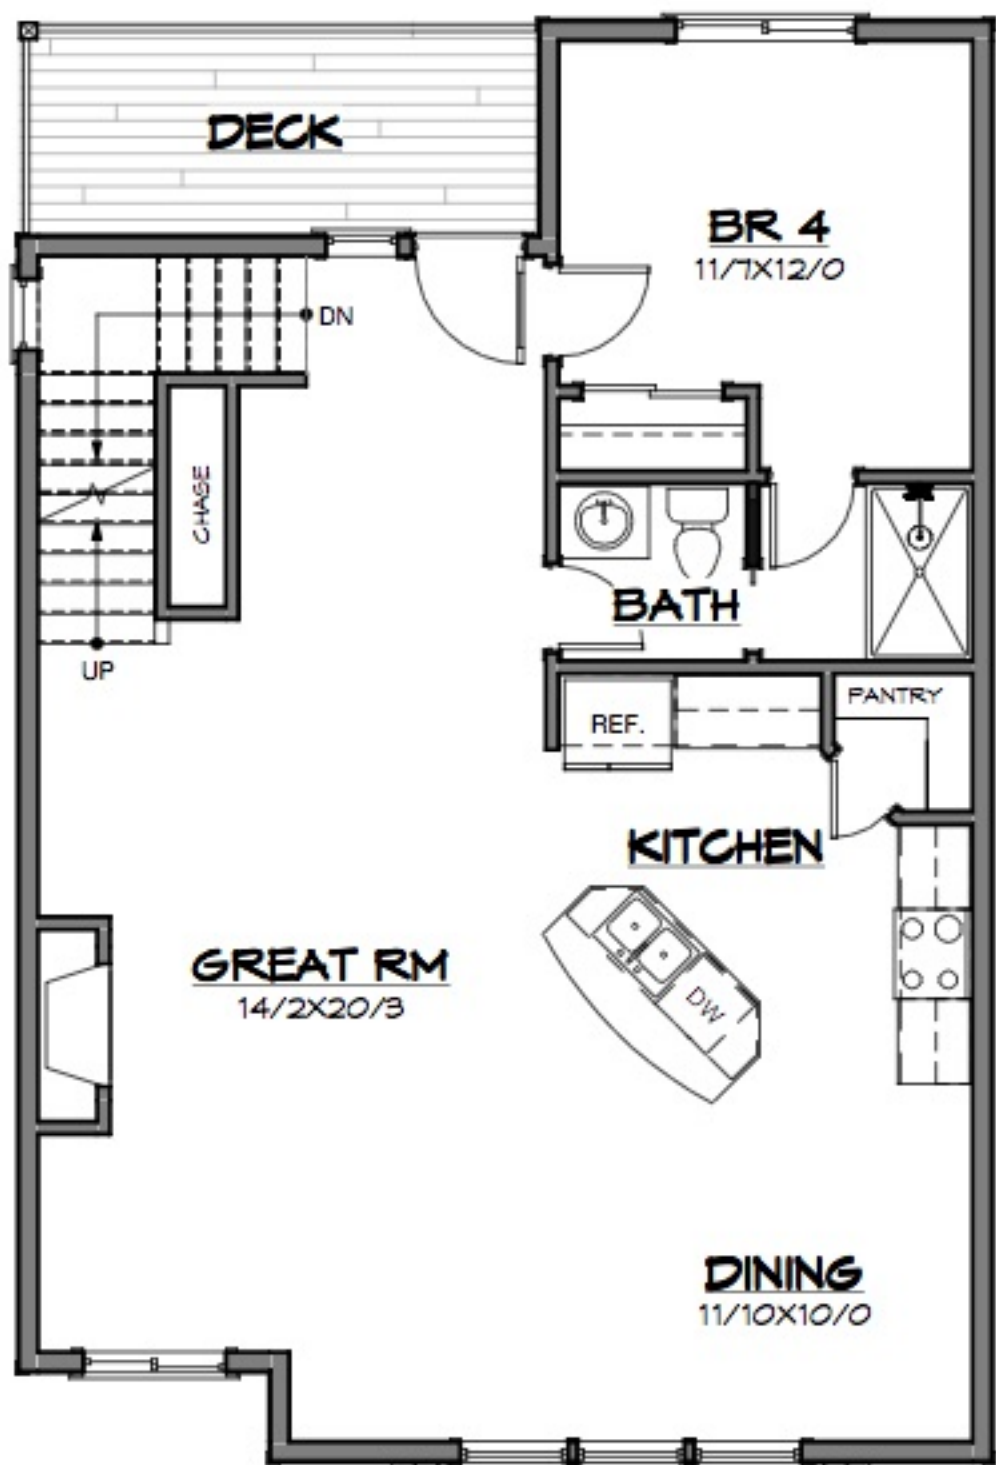 DECK
BR 4
11/7X12/0
DN
CHASE
BATH
UP
REF.
PANTRY
KITCHEN
GREAT RM
14/2X20/3
DW
DINING
11/10X10/0